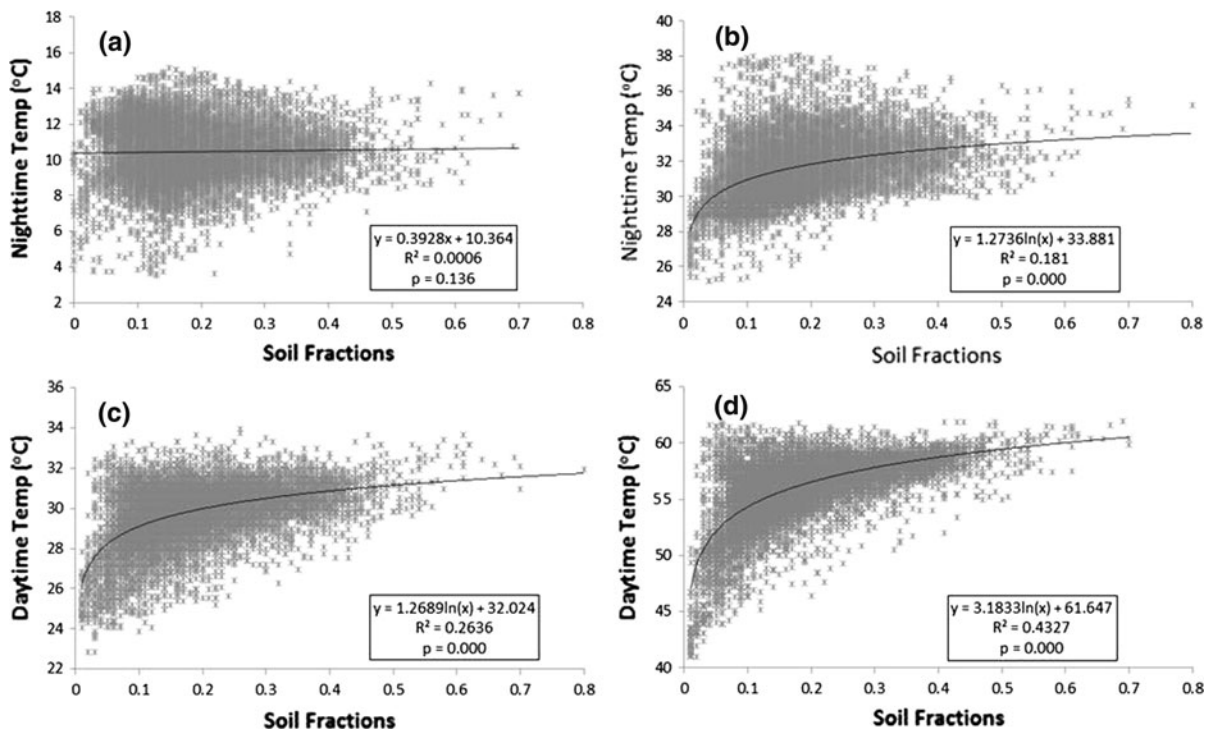 (a)
Nighttime Temp (°C)
18
16
14
12
10
8
6
4
2
y = 0.3928x + 10.364
R² = 0.0006
p = 0.136
0 0.1 0.2 0.3 0.4 0.5 0.6 0.7 0.8
Soil Fractions
(b)
Nighttime Temp (°C)
40
38
36
34
32
30
28
26
24
y = 1.2736ln(x) + 33.881
R² = 0.181
p = 0.000
0 0.1 0.2 0.3 0.4 0.5 0.6 0.7 0.8
Soil Fractions
(c)
Daytime Temp (°C)
36
34
32
30
28
26
24
22
y = 1.2689ln(x) + 32.024
R² = 0.2636
p = 0.000
0 0.1 0.2 0.3 0.4 0.5 0.6 0.7 0.8
Soil Fractions
(d)
Daytime Temp (°C)
65
60
55
50
45
40
y = 3.1833ln(x) + 61.647
R² = 0.4327
p = 0.000
0 0.1 0.2 0.3 0.4 0.5 0.6 0.7 0.8
Soil Fractions